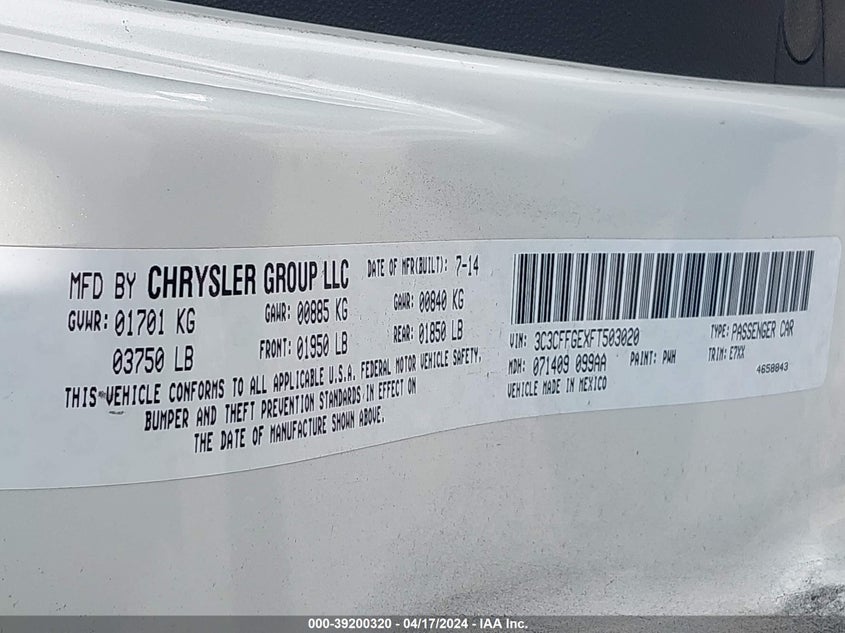 MFD BY CHRYSLER GROUP LLC
DATE OF MFR(BUILT): 7-14
GVWR: 01701 KG
03750 LB
GAWR: 00885 KG
FRONT: 01950 LB
GAWR: 00840 KG
REAR: 01850 LB
THIS VEHICLE CONFORMS TO ALL APPLICABLE U.S.A. FEDERAL MOTOR VEHICLE SAFETY,
BUMPER AND THEFT PREVENTION STANDARDS IN EFFECT ON
THE DATE OF MANUFACTURE SHOWN ABOVE.
VIN: 3C3CFFGEXFT503020
TYPE: PASSENGER CAR
MDH: 071409 099AA
PAINT: PWH
TRIM: E7XX
VEHICLE MADE IN MEXICO
4658843
000-39200320 - 04/17/2024 - IAA Inc.